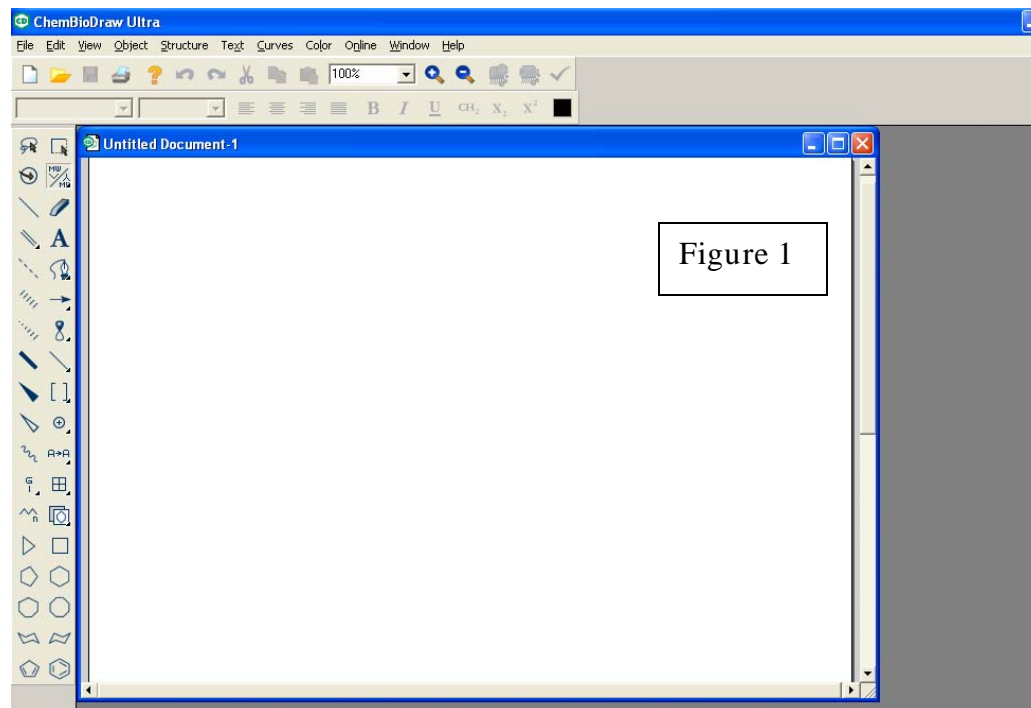 ChemBioDraw Ultra
File Edit View Object Structure Text Curves Color Online Window Help
100%
B I U CH₂ X₂ X²
Untitled Document-1
A
Figure 1